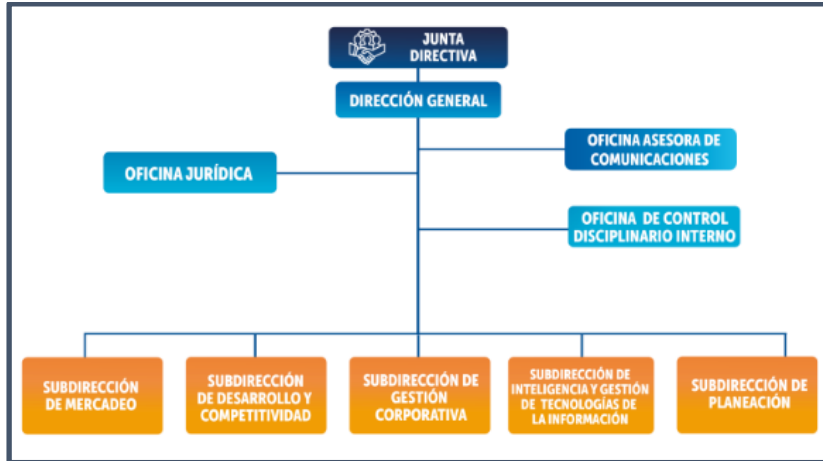 JUNTA
DIRECTIVA
DIRECCIÓN GENERAL
OFICINA ASESORA DE
COMUNICACIONES
OFICINA JURÍDICA
OFICINA DE CONTROL
DISCIPLINARIO INTERNO
SUBDIRECCIÓN
DE MERCADEO
SUBDIRECCIÓN
DE DESARROLLO Y
COMPETITIVIDAD
SUBDIRECCIÓN DE
GESTIÓN
CORPORATIVA
SUBDIRECCIÓN DE
INTELIGENCIA Y GESTIÓN
DE TECNOLOGÍAS DE
LA INFORMACIÓN
SUBDIRECCIÓN DE
PLANEACIÓN